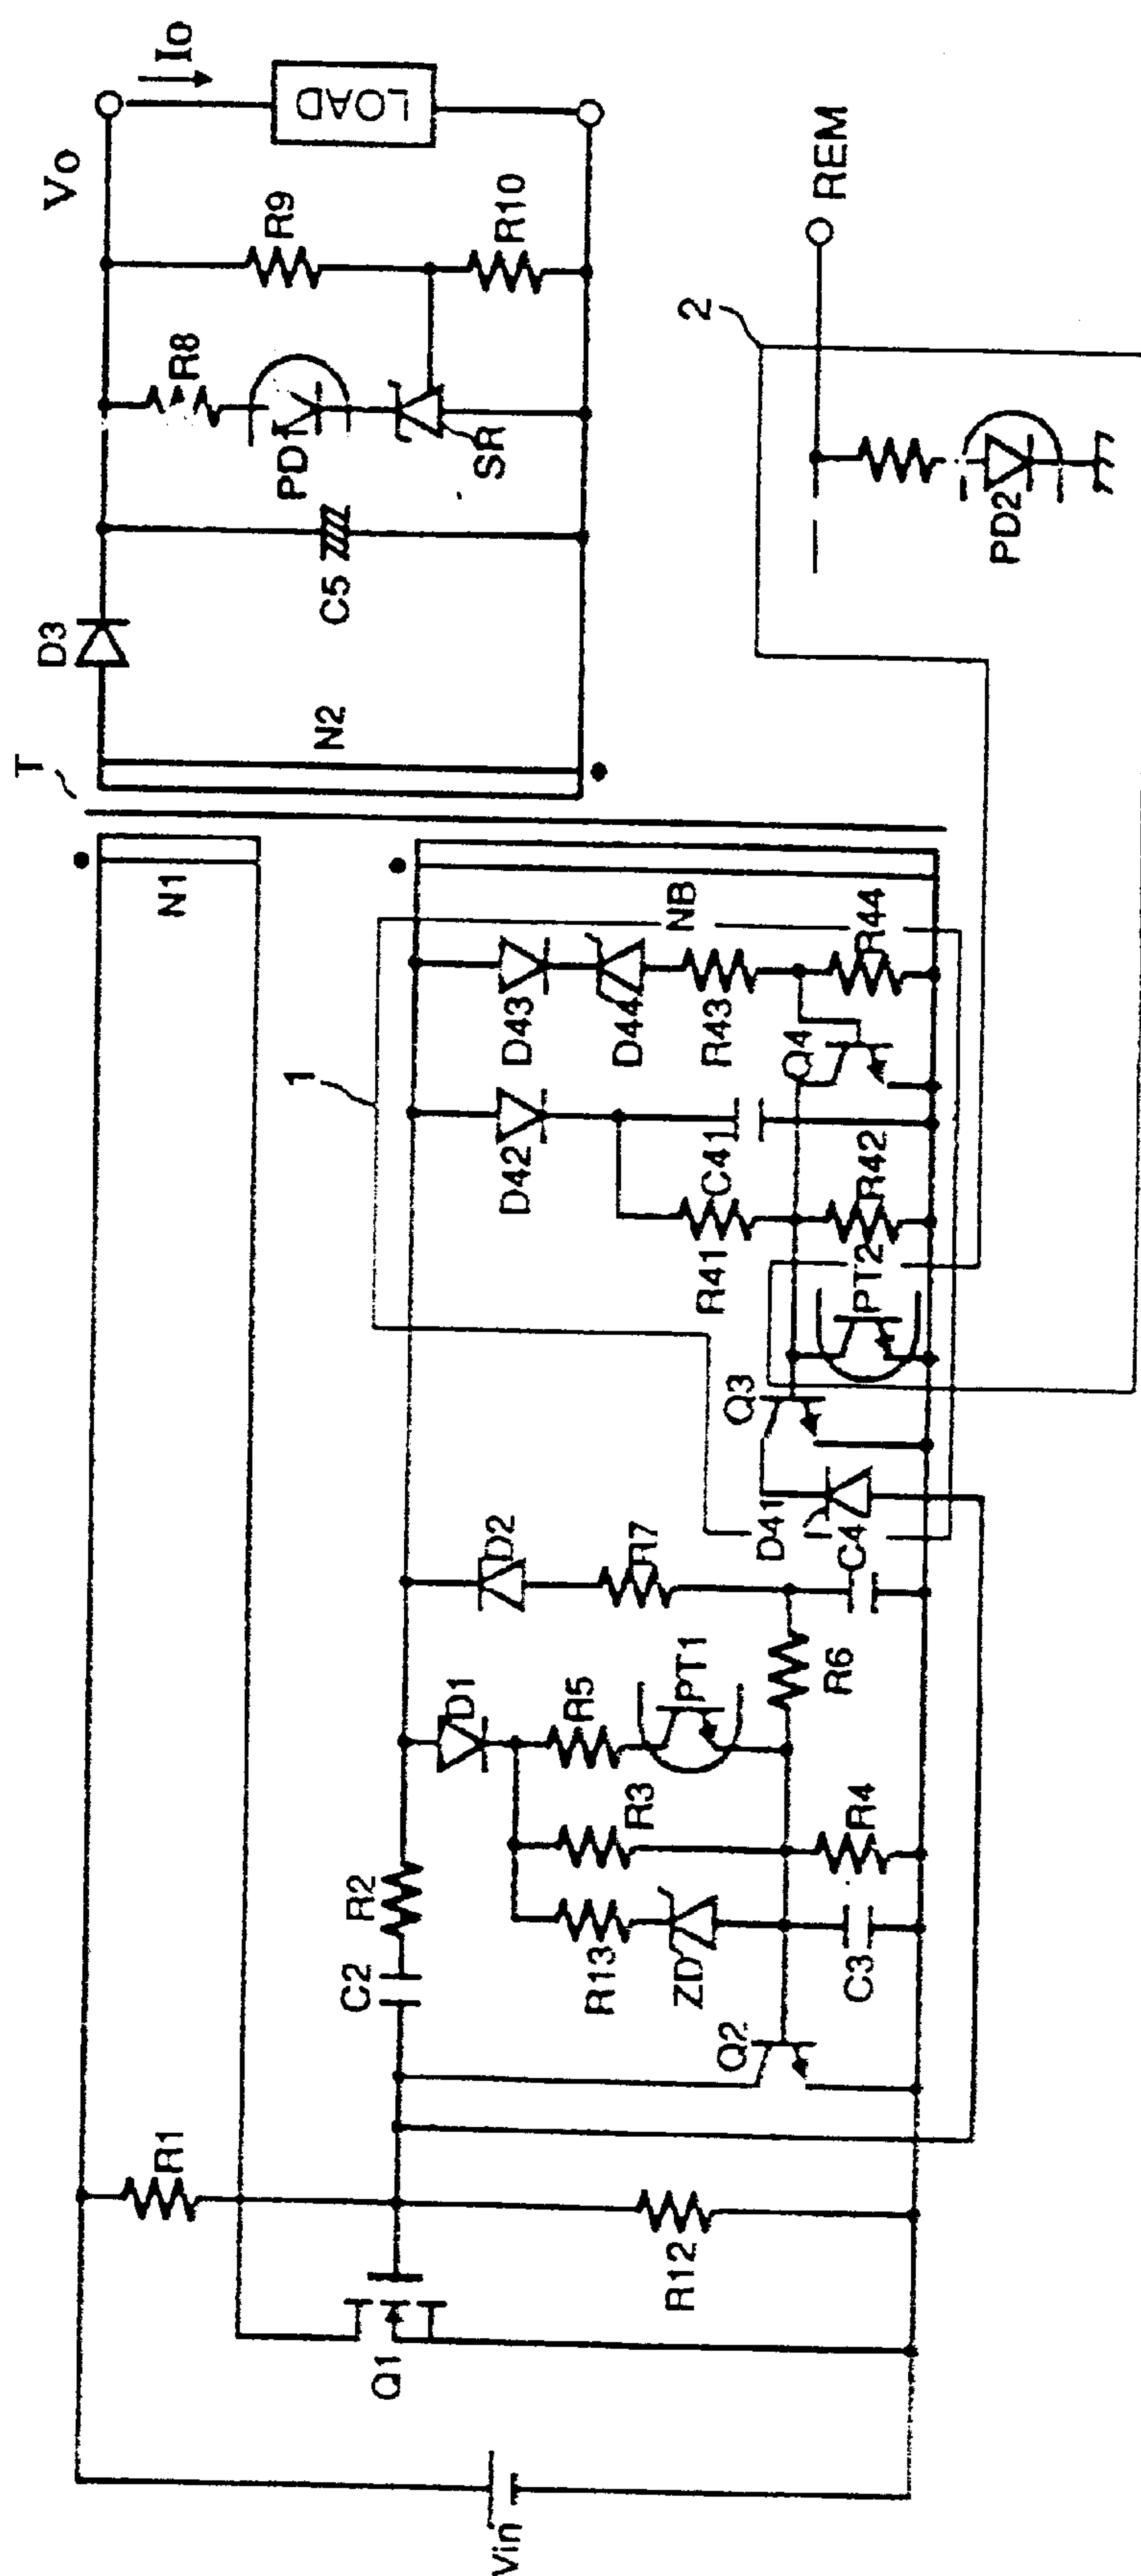 Vin
Q1
R1
R12
C2
R2
Q2
R13
ZD
C3
R3
R4
D1
R5
PT1
R6
D2
R7
C4
D41
Q3
PT2
R41
R42
C41
D42
Q4
D43
D44
R43
R44
NB
1
N1
T
N2
D3
C5
R8
PD1
SR
R9
R10
Vo
Io
LOAD
2
PD2
REM